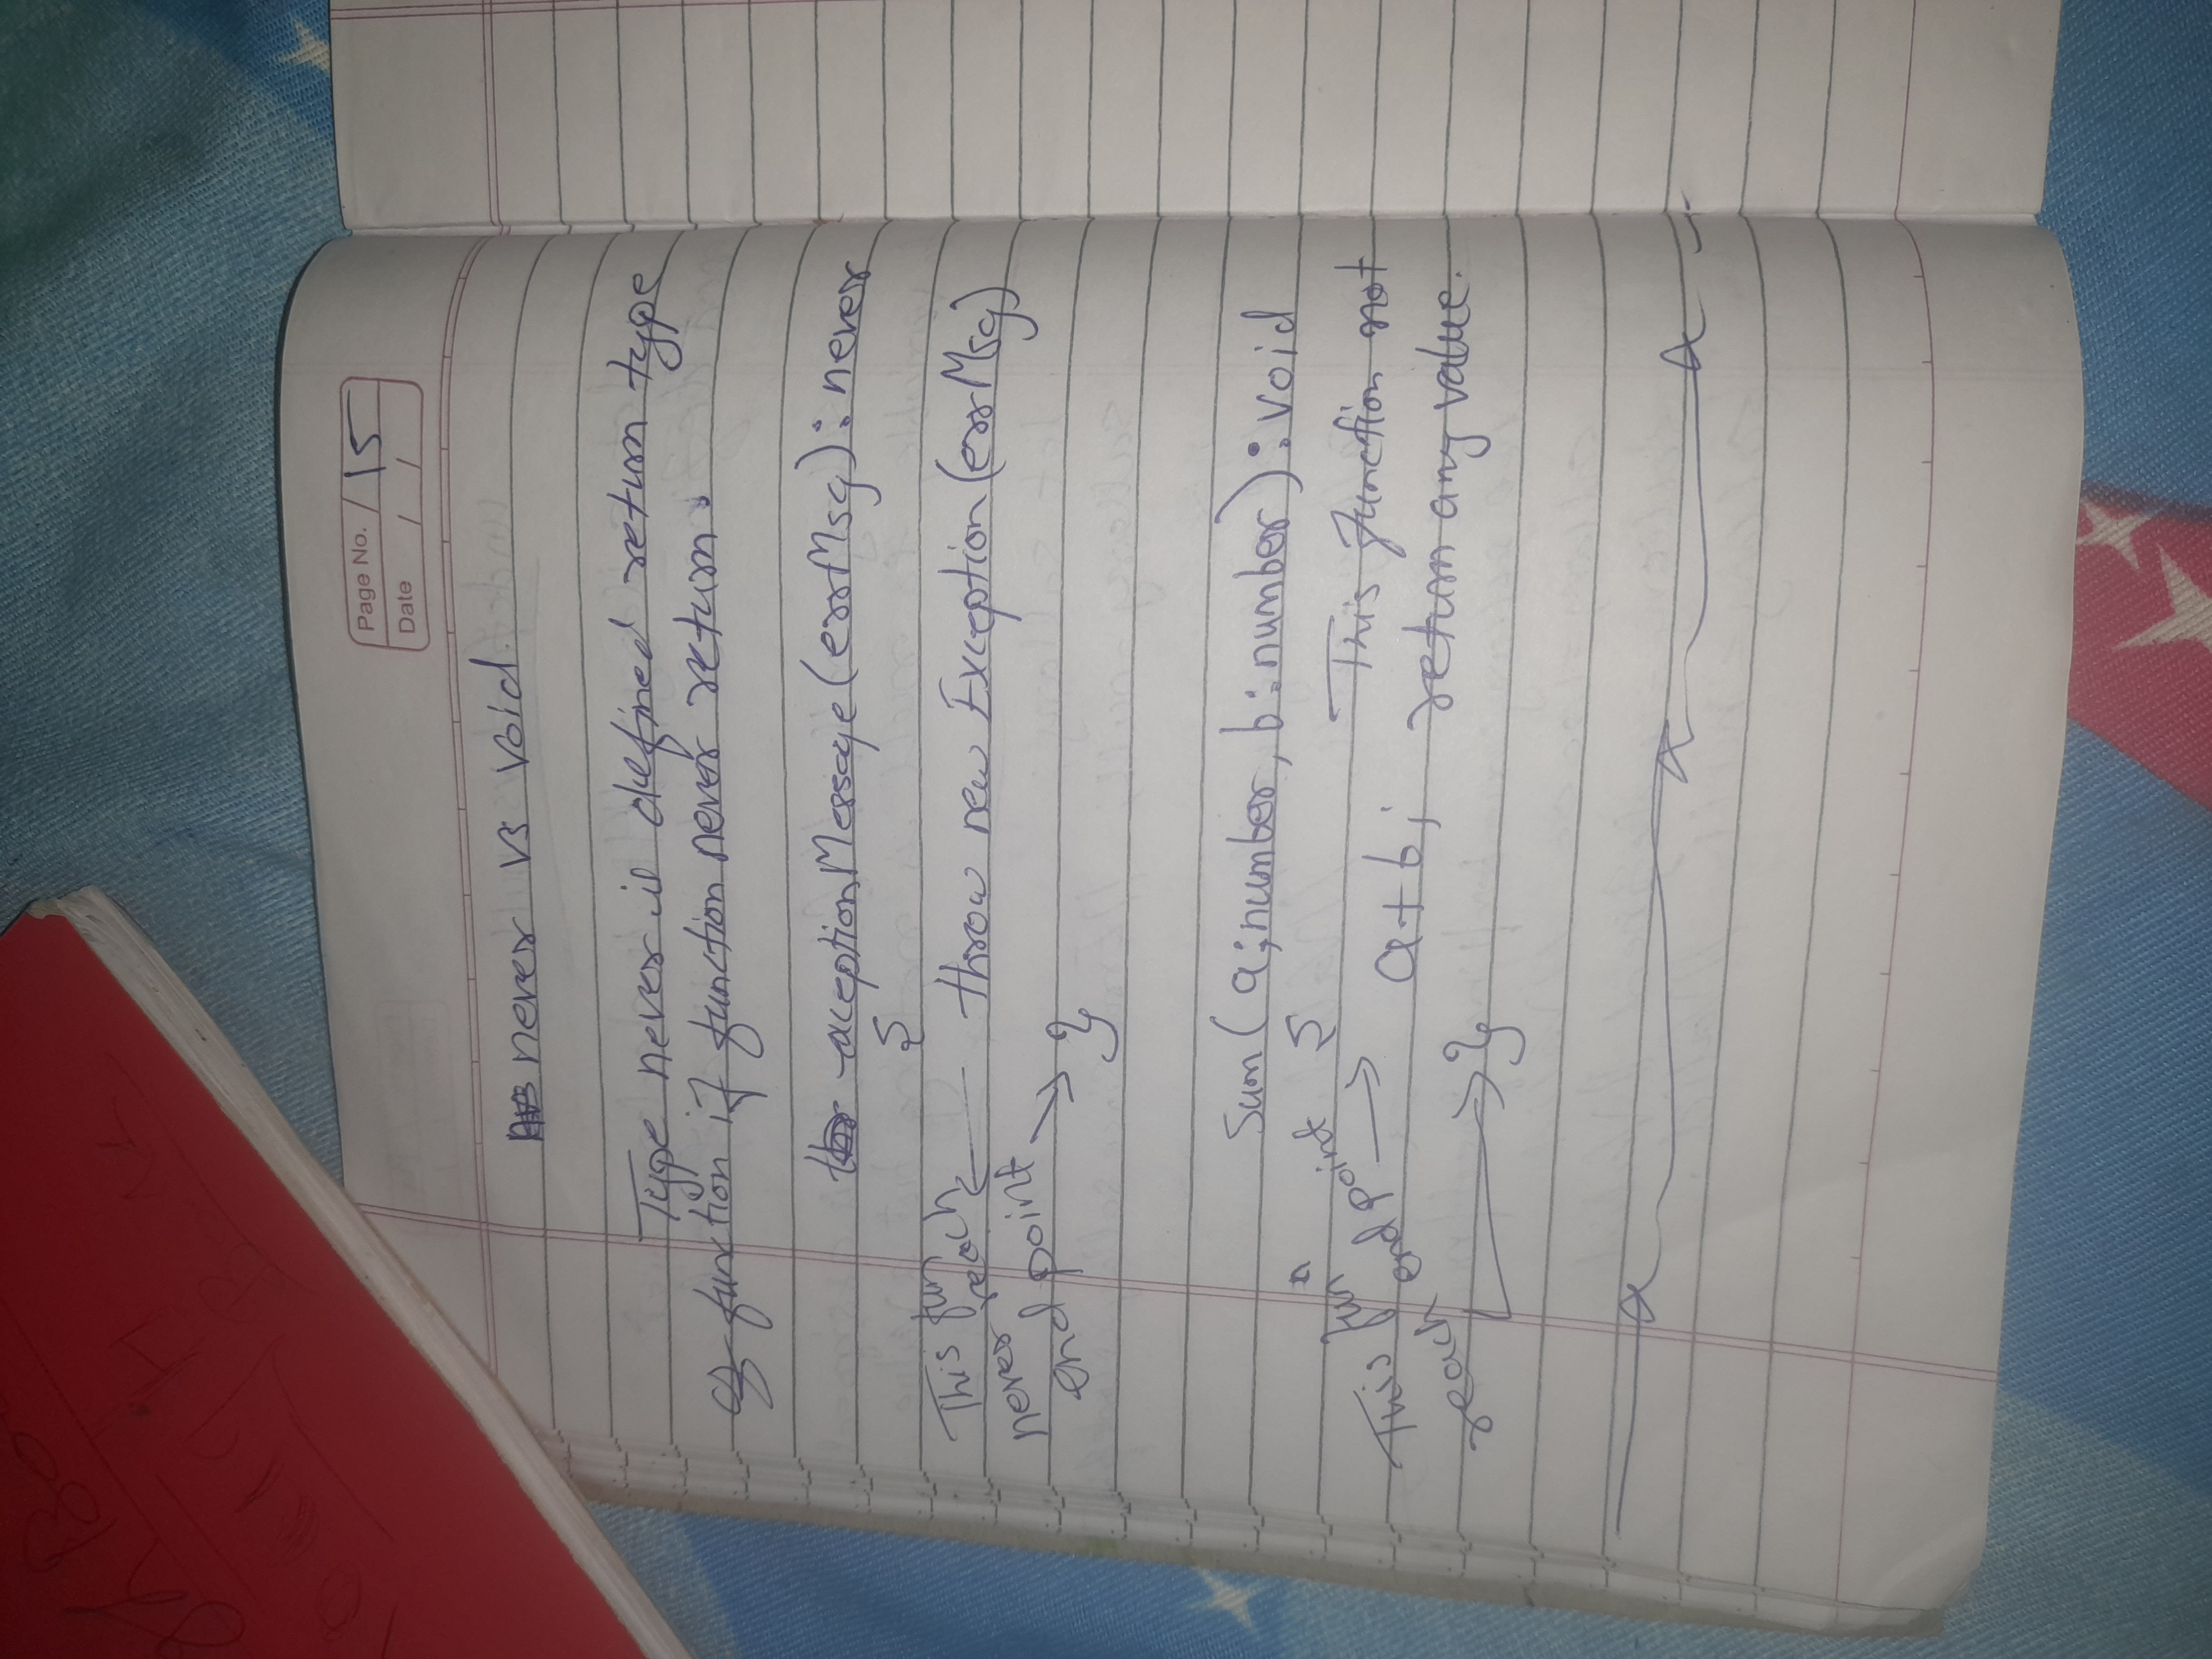 Page No. 15
Date / /
never vs void.
Type never is defined return type
of function if function never return.
exceptionMessage(errMsg): never
{
This fun throw new Exception(errMsg)
never reach
end point → }
Sum(a:number, b:number): void
{
This fun → a+b; This function not
reach end point return any value.
→ }